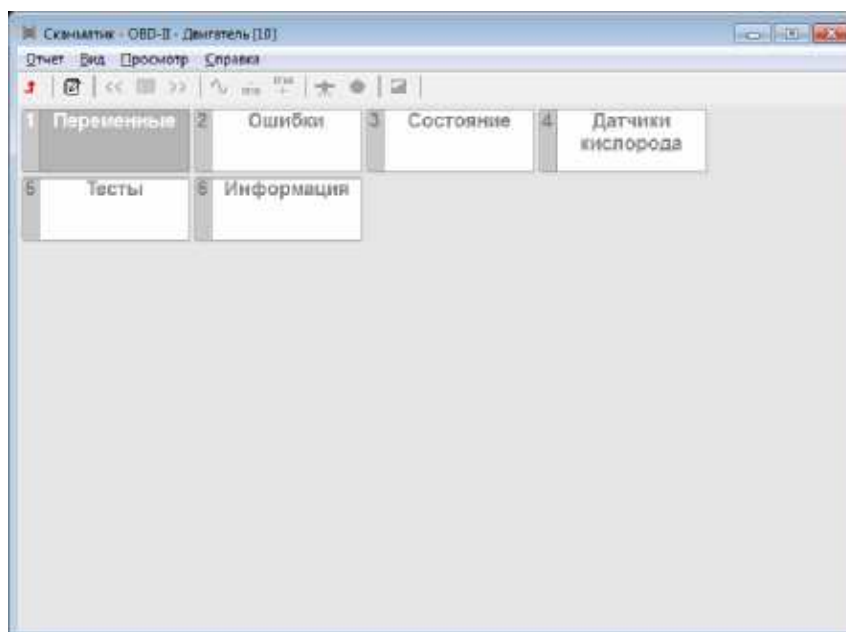 Сканматик - OBD-II - Двигатель [10]
Отчет Вид Просмотр Справка
1 Переменные 2 Ошибки 3 Состояние 4 Датчики кислорода
5 Тесты 6 Информация